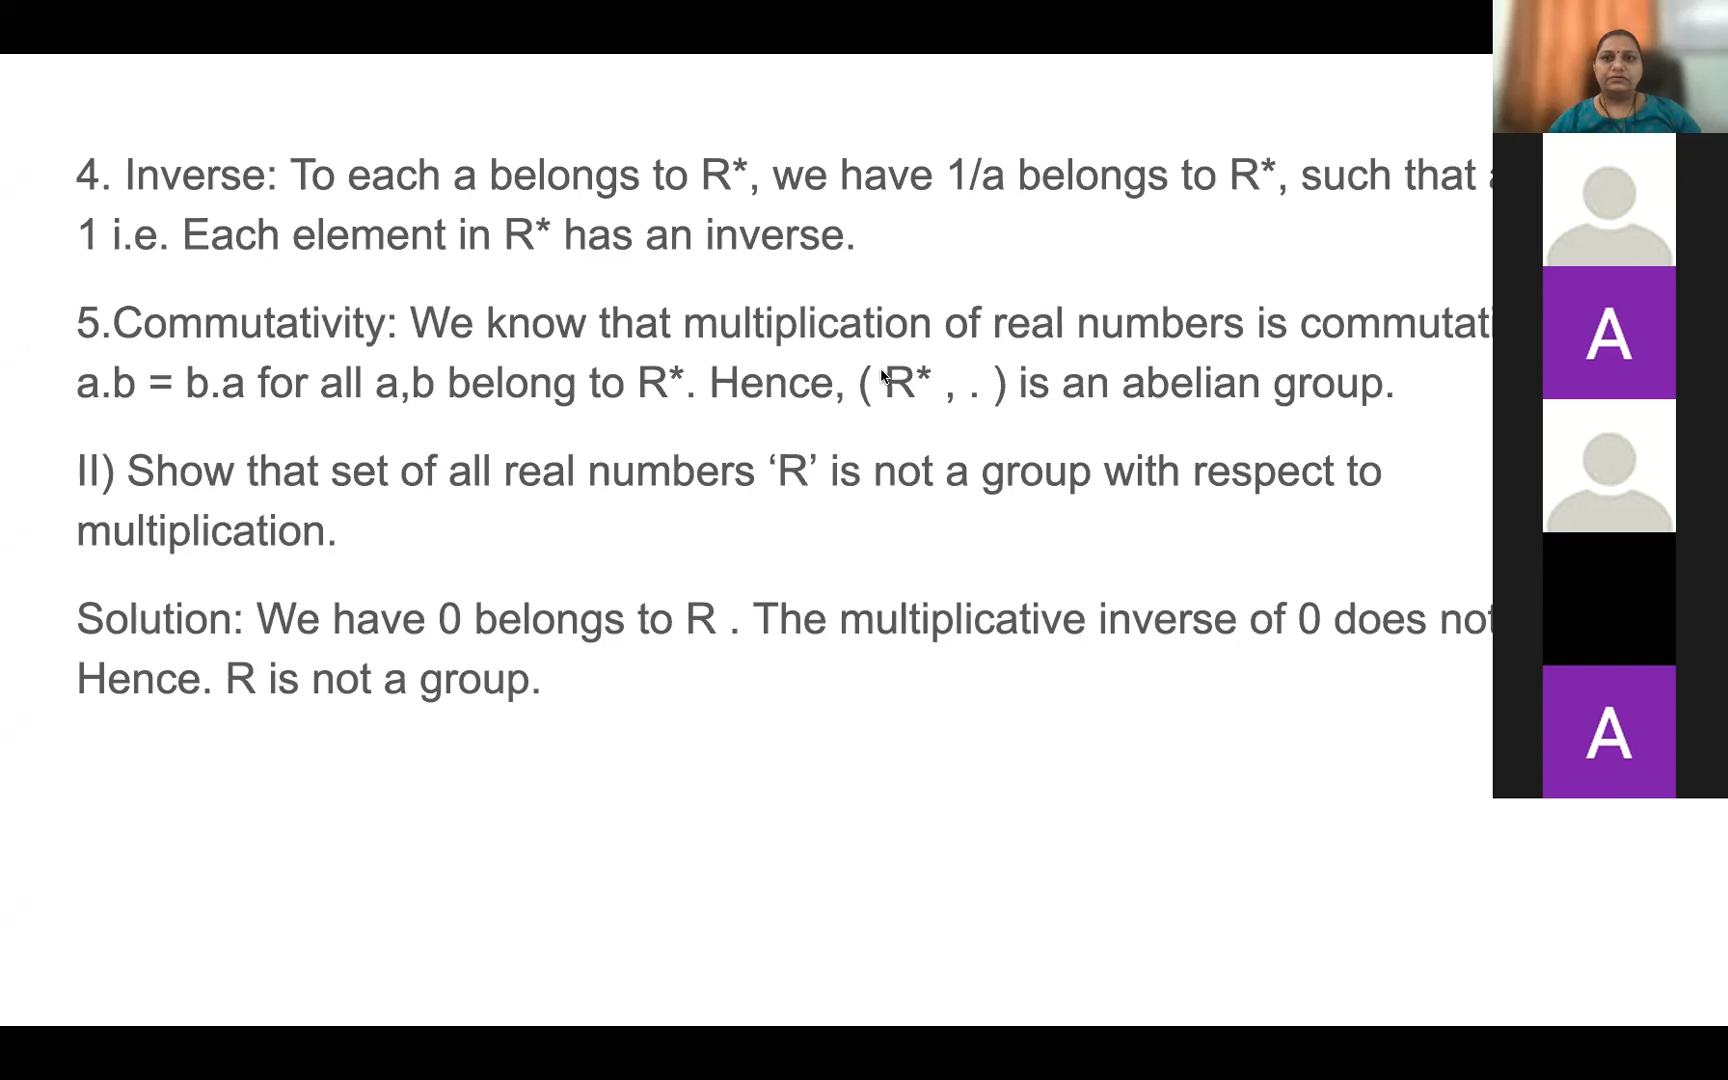 4. Inverse: To each a belongs to R*, we have 1/a belongs to R*, such that
1 i.e. Each element in R* has an inverse.
5.Commutativity: We know that multiplication of real numbers is commutati
a.b = b.a for all a,b belong to R*. Hence, ( R* , . ) is an abelian group.
II) Show that set of all real numbers ‘R’ is not a group with respect to
multiplication.
Solution: We have 0 belongs to R . The multiplicative inverse of 0 does not
Hence. R is not a group.
A
A